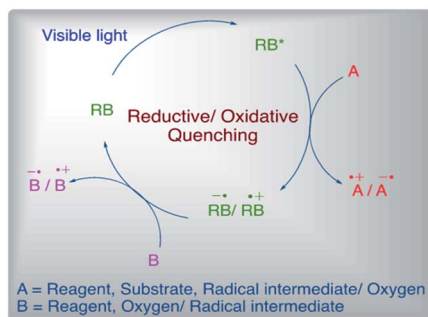 Visible light
RB*
A
RB
Reductive/ Oxidative
Quenching
−• •+
B / B
−• •+
RB/ RB
•+ −•
A / A
B
A = Reagent, Substrate, Radical intermediate/ Oxygen
B = Reagent, Oxygen/ Radical intermediate